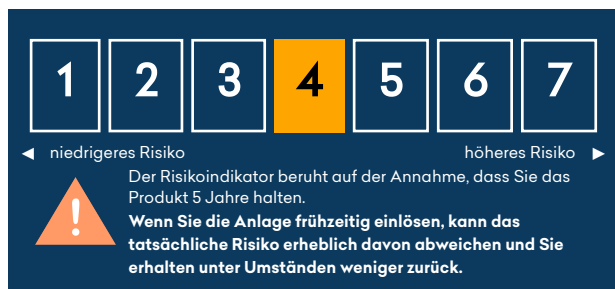 1 2 3 4 5 6 7
◄ niedrigeres Risiko höheres Risiko ►
Der Risikoindikator beruht auf der Annahme, dass Sie das
Produkt 5 Jahre halten.
!
Wenn Sie die Anlage frühzeitig einlösen, kann das
tatsächliche Risiko erheblich davon abweichen und Sie
erhalten unter Umständen weniger zurück.